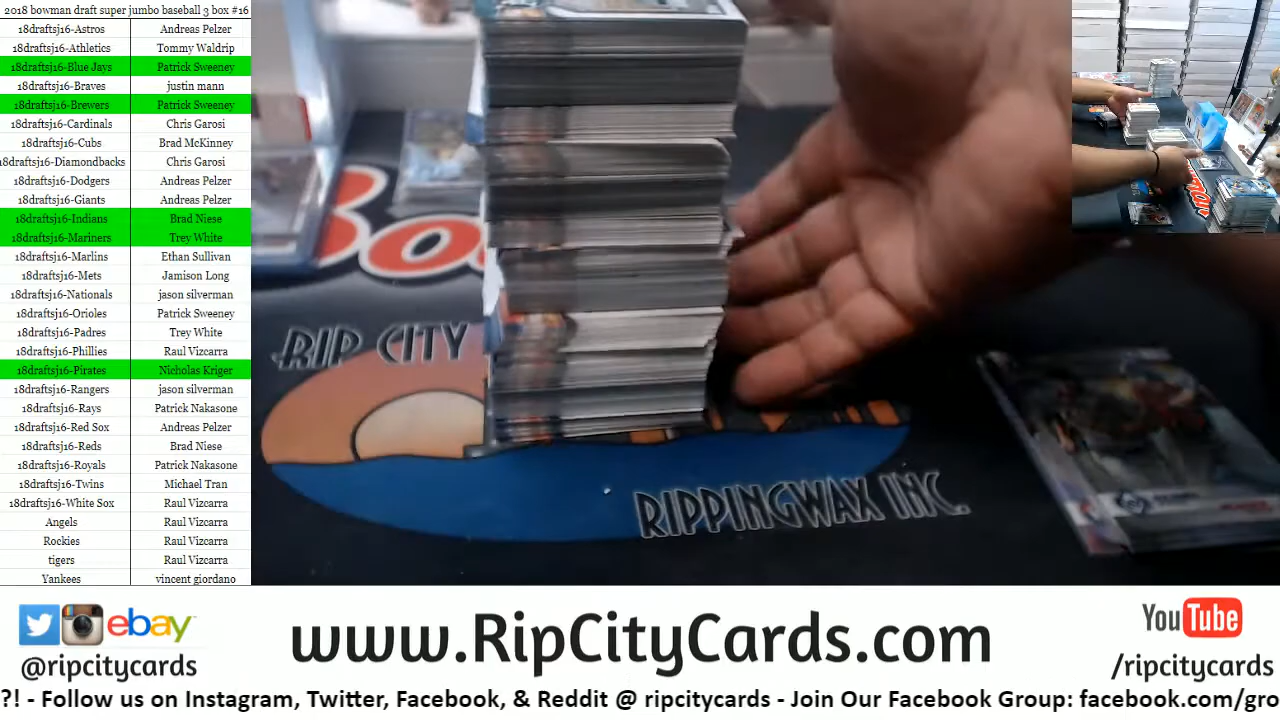 2018 bowman draft super jumbo baseball 3 box #16
18draftsj16-Astros Andreas Pelzer
18draftsj16-Athletics Tommy Waldrip
18draftsj16-Blue Jays Patrick Sweeney
18draftsj16-Braves justin mann
18draftsj16-Brewers Patrick Sweeney
18draftsj16-Cardinals Chris Garosi
18draftsj16-Cubs Brad McKinney
18draftsj16-Diamondbacks Chris Garosi
18draftsj16-Dodgers Andreas Pelzer
18draftsj16-Giants Andreas Pelzer
18draftsj16-Indians Brad Niese
18draftsj16-Mariners Trey White
18draftsj16-Marlins Ethan Sullivan
18draftsj16-Mets Jamison Long
18draftsj16-Nationals jason silverman
18draftsj16-Orioles Patrick Sweeney
18draftsj16-Padres Trey White
18draftsj16-Phillies Raul Vizcarra
18draftsj16-Pirates Nicholas Kriger
18draftsj16-Rangers jason silverman
18draftsj16-Rays Patrick Nakasone
18draftsj16-Red Sox Andreas Pelzer
18draftsj16-Reds Brad Niese
18draftsj16-Royals Patrick Nakasone
18draftsj16-Twins Michael Tran
18draftsj16-White Sox Raul Vizcarra
Angels Raul Vizcarra
Rockies Raul Vizcarra
tigers Raul Vizcarra
Yankees vincent giordano
RIP CITY
RIPPINGWAX INC.
ebay
@ripcitycards
www.RipCityCards.com
YouTube
/ripcitycards
?! - Follow us on Instagram, Twitter, Facebook, & Reddit @ ripcitycards - Join Our Facebook Group: facebook.com/gro